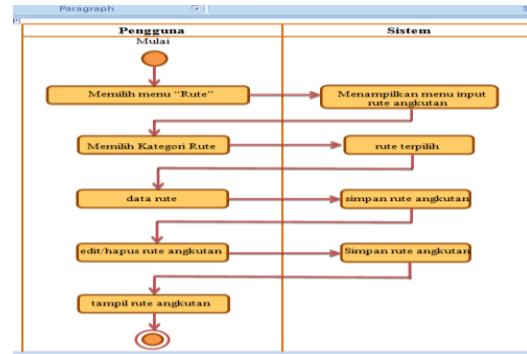 Paragraph
Pengguna
Sistem
Mulai
Memilih menu “Rute”
Menampilkan menu input
rute angkutan
Memilih Kategori Rute
rute terpilih
data rute
simpan rute angkutan
edit/hapus rute angkutan
Simpan rute angkutan
tampil rute angkutan